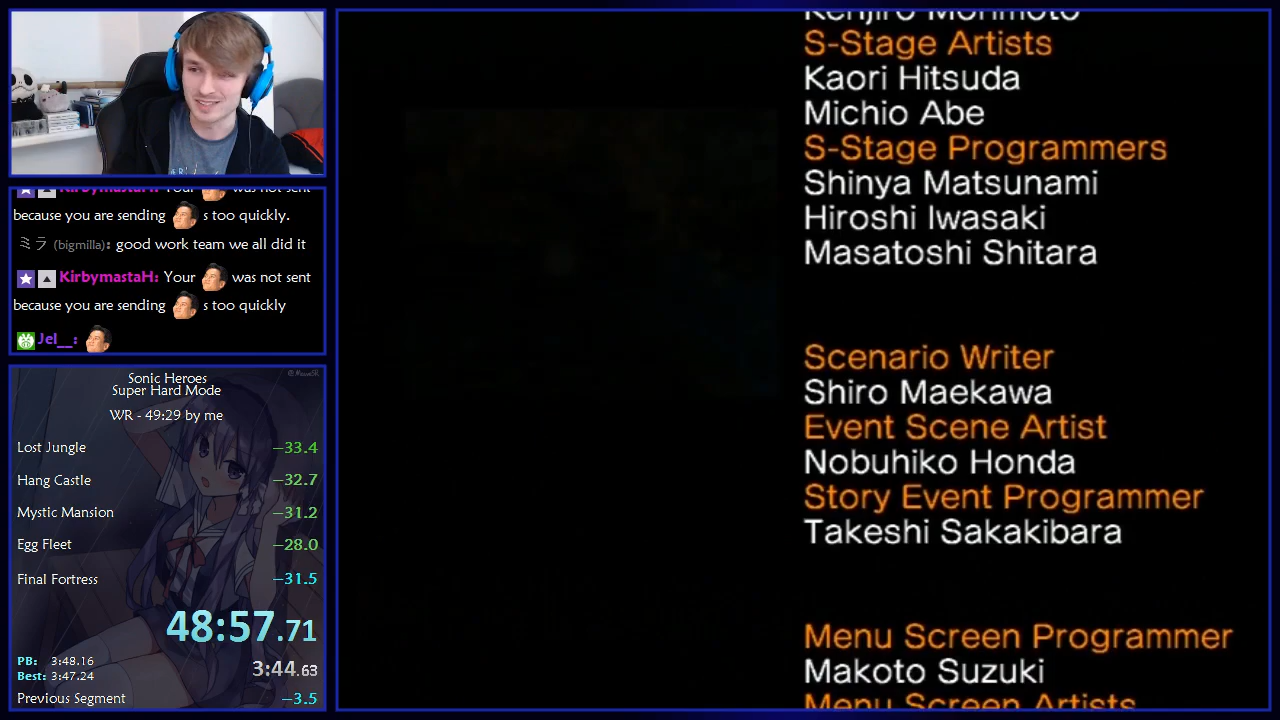 KirbymastaH: Your was not sent
because you are sending s too quickly.
ミラ (bigmilla): good work team we all did it
KirbymastaH: Your was not sent
because you are sending s too quickly
Jel__:
Sonic Heroes
Super Hard Mode
WR - 49:29 by me
Lost Jungle −33.4
Hang Castle −32.7
Mystic Mansion −31.2
Egg Fleet −28.0
Final Fortress −31.5
48:57.71
PB: 3:48.16
Best: 3:47.24
3:44.63
Previous Segment −3.5
Kenjiro Morimoto
S-Stage Artists
Kaori Hitsuda
Michio Abe
S-Stage Programmers
Shinya Matsunami
Hiroshi Iwasaki
Masatoshi Shitara
Scenario Writer
Shiro Maekawa
Event Scene Artist
Nobuhiko Honda
Story Event Programmer
Takeshi Sakakibara
Menu Screen Programmer
Makoto Suzuki
Menu Screen Artists